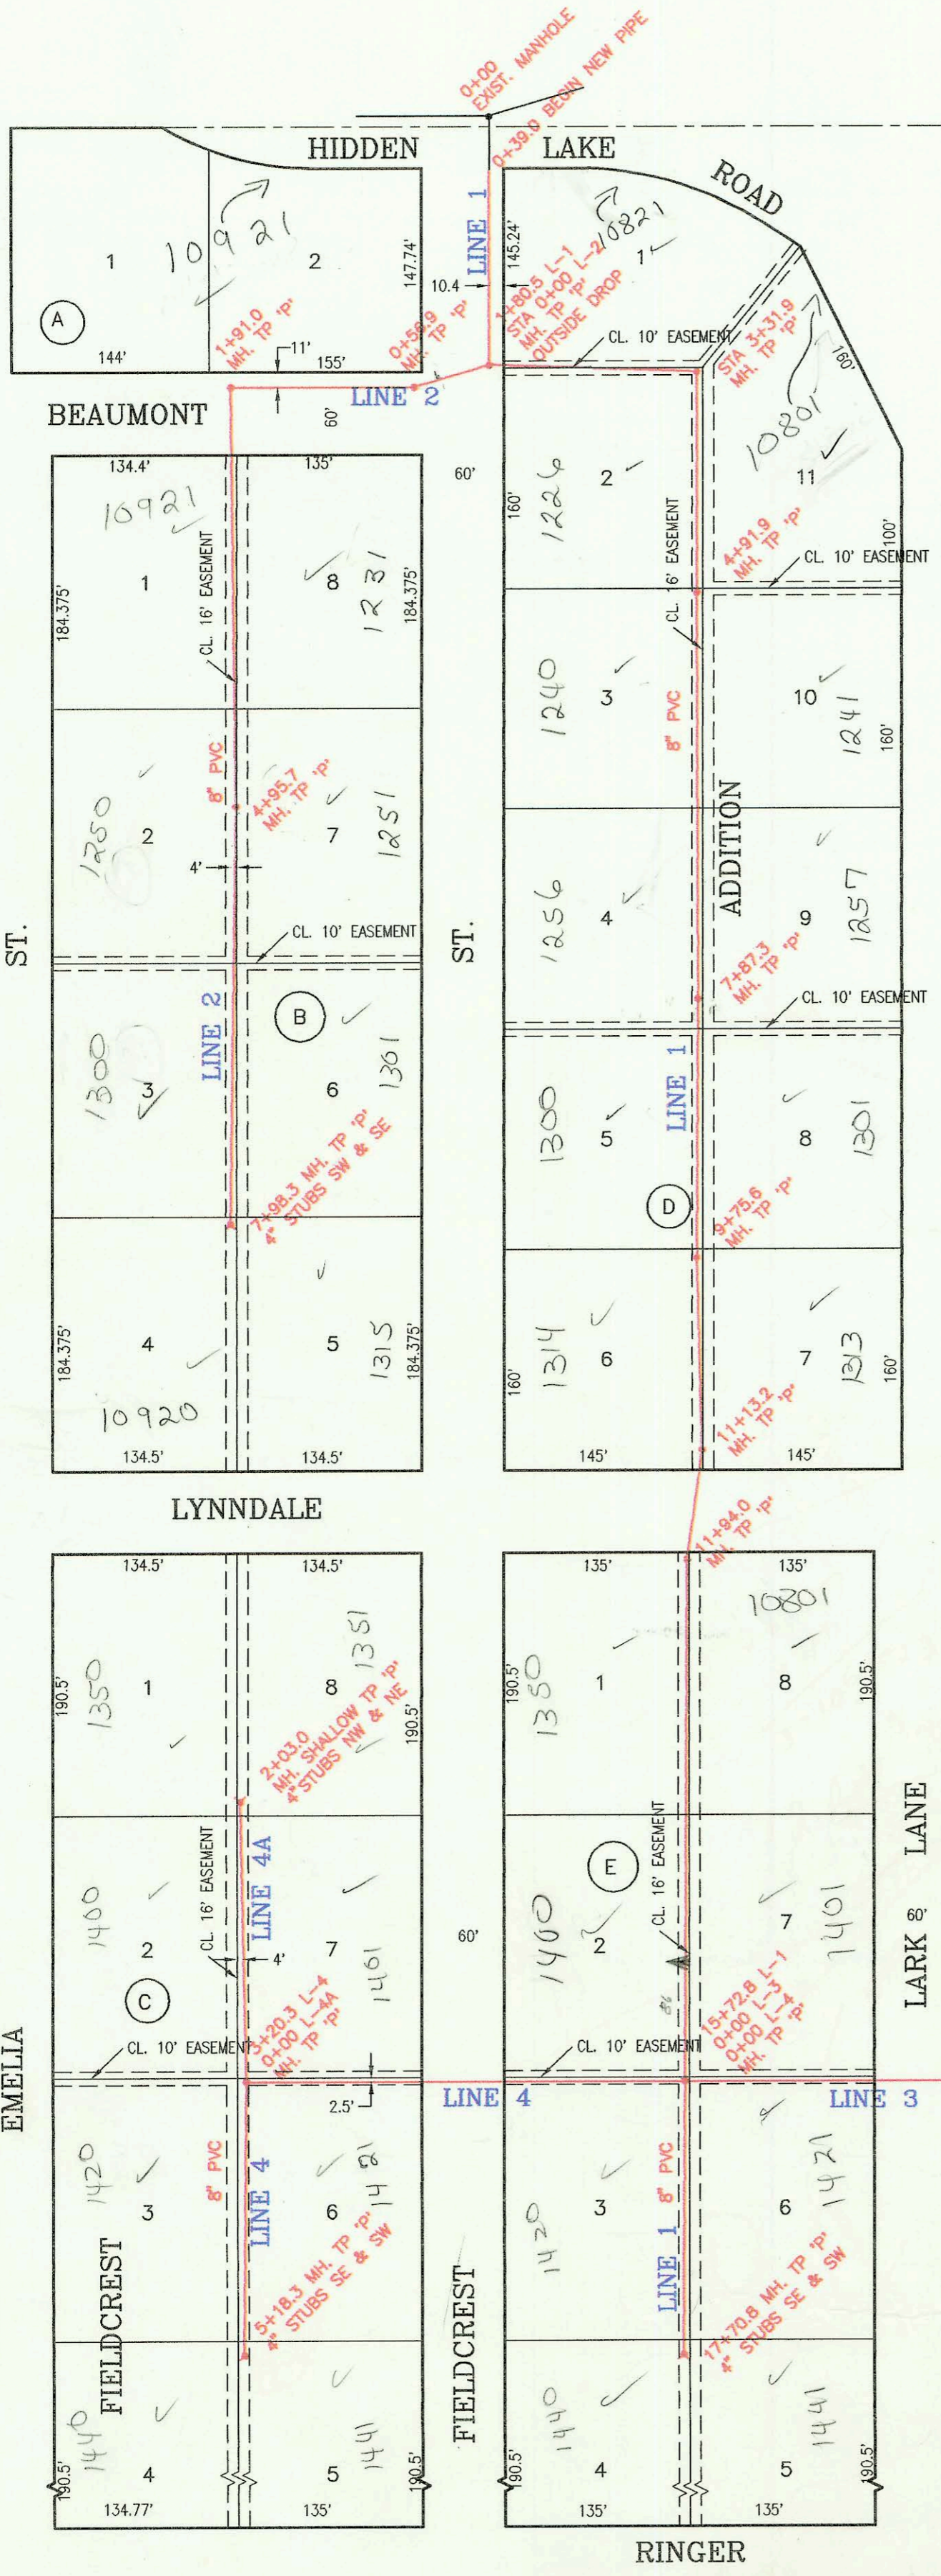 0+00
EXIST. MANHOLE
0+39.0 BEGIN NEW PIPE
HIDDEN LAKE ROAD
1
10921
2
A
144'
155'
147.74'
LINE 1
10.4
145.24'
10821
1
1+80.5 L-1
STA 0+00 L-2
MH. TP 'P'
OUTSIDE DROP
CL. 10' EASEMENT
STA 3+31.9
MH. TP 'P'
160'
10801
11
100'
1+91.0
MH. TP 'P'
11'
LINE 2
60'
BEAUMONT
134.4'
135'
60'
10921
1
184.375'
CL. 16' EASEMENT
8
1231
184.375'
2
1226
160'
CL. 16' EASEMENT
4+91.9
MH. TP 'P'
CL. 10' EASEMENT
8" PVC
4+95.7
MH. TP 'P'
2
1250
7
1251
4'
CL. 10' EASEMENT
3
1240
8" PVC
10
1241
160'
ADDITION
4
1256
9
1257
7+87.3
MH. TP 'P'
CL. 10' EASEMENT
ST.
ST.
LINE 2
B
3
1300
6
1301
7+98.3 MH. TP 'P'
4" STUBS SW & SE
LINE 1
5
1300
8
1301
D
9+75.6
MH. TP 'P'
4
184.375'
10920
5
1315
184.375'
134.5'
134.5'
6
1314
160'
7
1313
160'
11+13.2
MH. TP 'P'
145'
145'
LYNNDALE
11+94.0
MH. TP 'P'
134.5'
134.5'
135'
135'
1
1350
190.5'
8
1351
190.5'
2+03.0
MH. SHALLOW TP 'P'
4" STUBS NW & NE
1
1350
190.5'
10801
8
190.5'
LARK LANE
60'
CL. 16' EASEMENT
LINE 4A
2
1400
7
1401
4'
C
3+20.3 L-4
0+00 L-4A
MH. TP 'P'
CL. 10' EASEMENT
2.5'
60'
E
CL. 16' EASEMENT
2
1400
86
7
1401
15+72.8 L-1
0+00 L-3
0+00 L-4
MH. TP 'P'
CL. 10' EASEMENT
LINE 4
LINE 3
EMELIA
8" PVC
LINE 4
3
1420
6
1421
5+18.3 MH. TP 'P'
4" STUBS SE & SW
3
1420
LINE 1
8" PVC
6
1421
17+70.8 MH. TP 'P'
4" STUBS SE & SW
FIELDCREST
FIELDCREST
4
1440
190.5'
5
1441
190.5'
4
1440
190.5'
5
1441
190.5'
134.77'
135'
135'
135'
RINGER